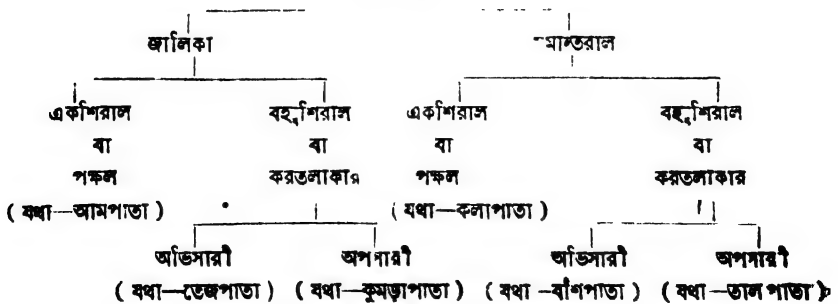 জালিকা মান্তরাল
একশিরাল বহুশিরাল একশিরাল বহুশিরাল
বা বা বা বা
পক্ষল করতলাকার পক্ষল করতলাকার
( যথা—আমপাতা ) ( যথা—কলাপাতা )
অভিসারী অপসারী অভিসারী অপসারী
( যথা—তেজপাতা ) ( যথা—কুমড়াপাতা ) ( যথা—বাঁশপাতা ) ( যথা—তাল পাতা )